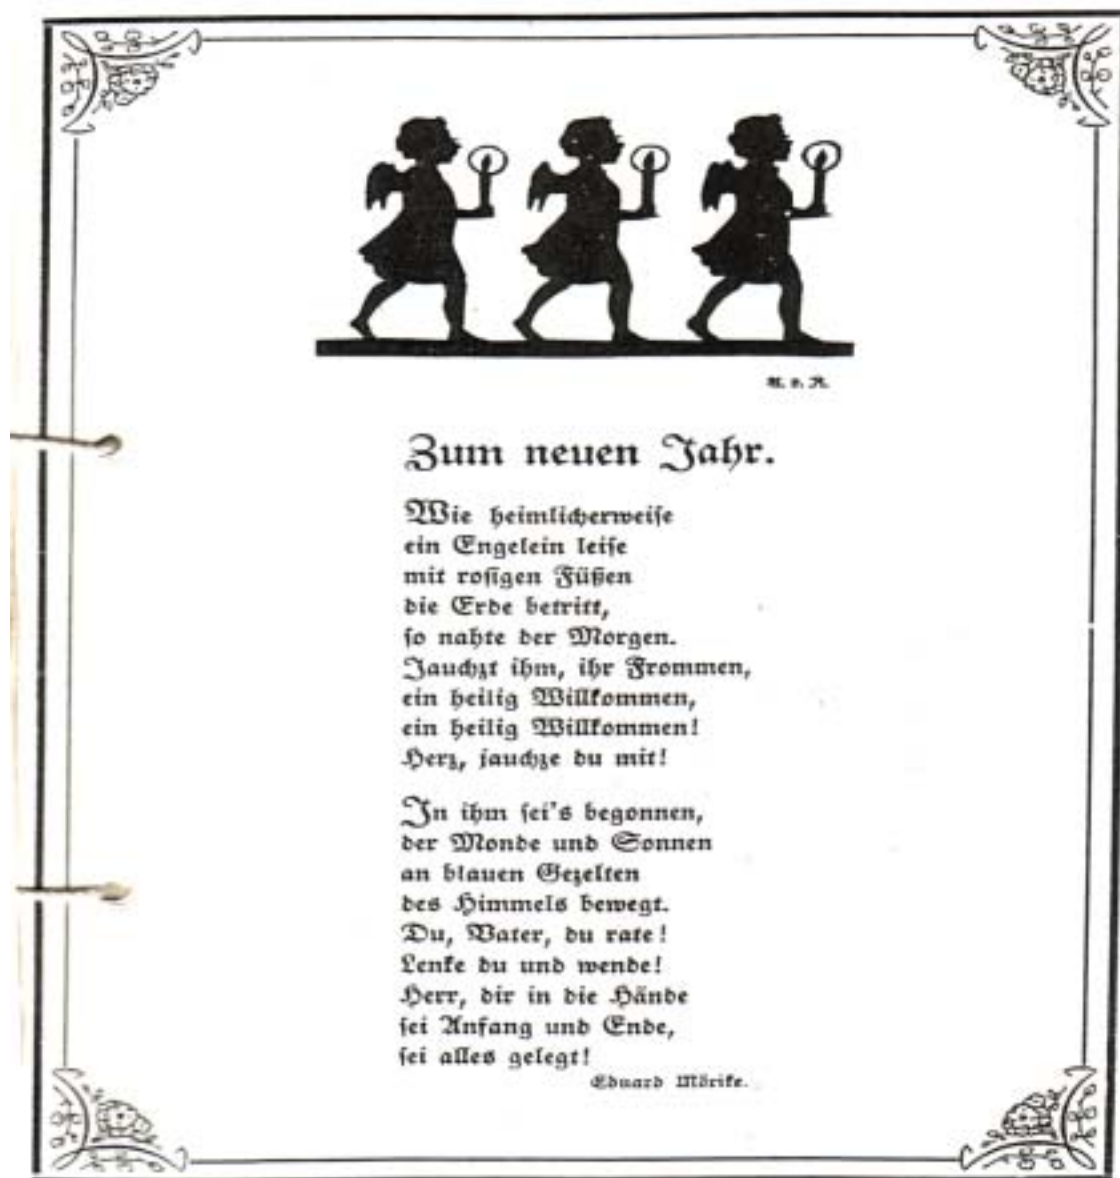 v. R.
Zum neuen Jahr.
Wie heimlicherweise
ein Engelein leise
mit rosigen Füßen
die Erde betritt,
so nahte der Morgen.
Jauchzt ihm, ihr Frommen,
ein heilig Willkommen,
ein heilig Willkommen!
Herz, jauchze du mit!
In ihm sei's begonnen,
der Monde und Sonnen
an blauen Gezelten
des Himmels bewegt.
Du, Vater, du rate!
Lenke du und wende!
Herr, dir in die Hände
sei Anfang und Ende,
sei alles gelegt!
Eduard Mörike.